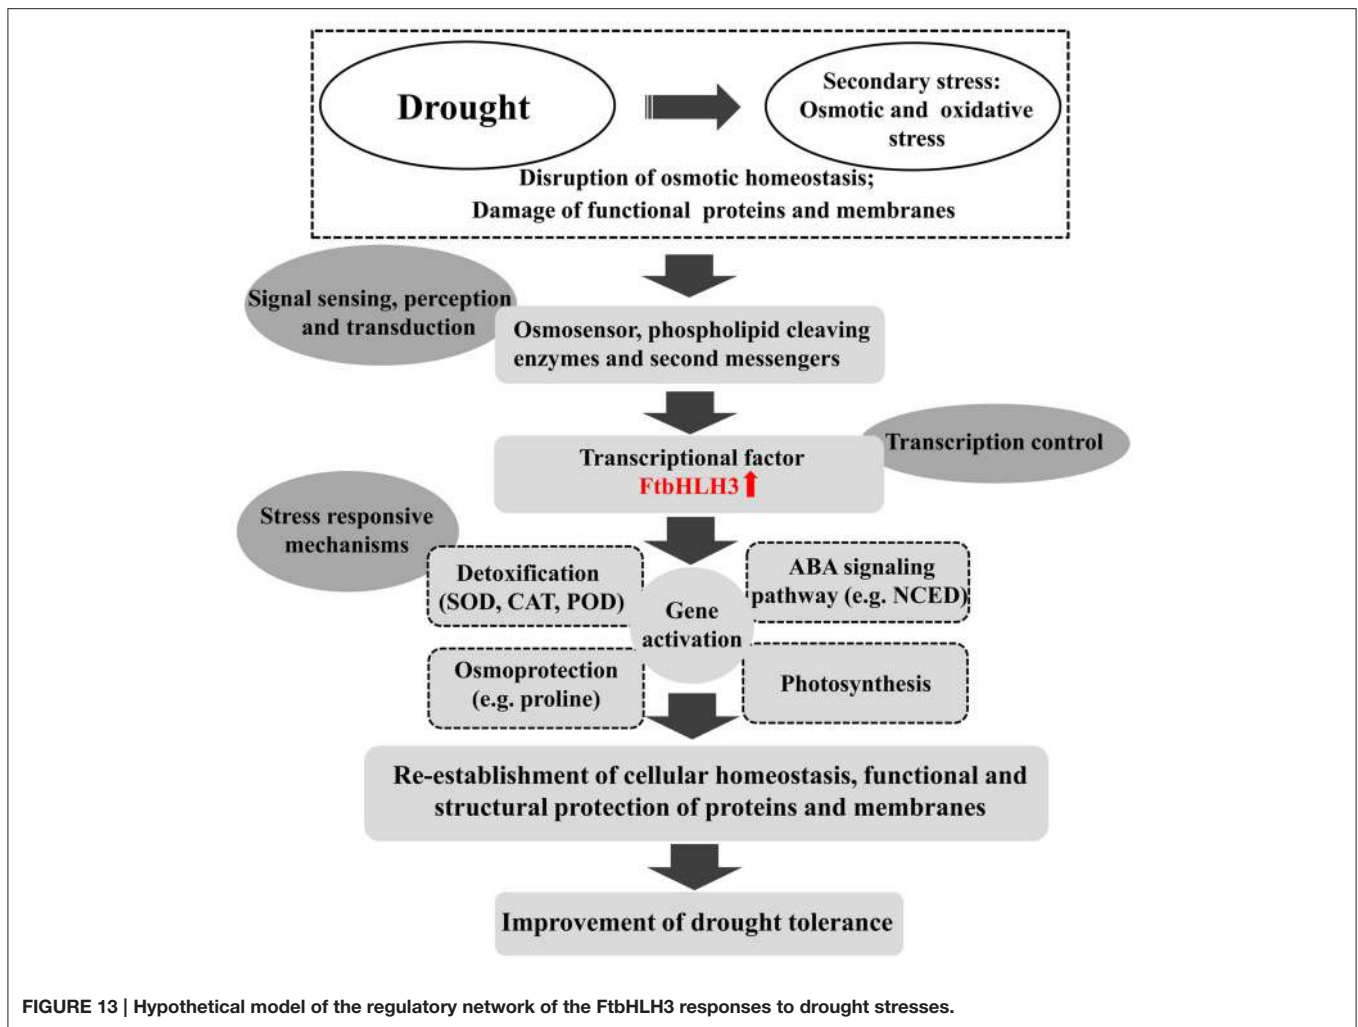 Drought
Secondary stress:
Osmotic and oxidative
stress
Disruption of osmotic homeostasis;
Damage of functional proteins and membranes
Signal sensing, perception
and transduction
Osmosensor, phospholipid cleaving
enzymes and second messengers
Transcriptional factor
FtbHLH3
Transcription control
Stress responsive
mechanisms
Detoxification
(SOD, CAT, POD)
ABA signaling
pathway (e.g. NCED)
Gene
activation
Osmoprotection
(e.g. proline)
Photosynthesis
Re-establishment of cellular homeostasis, functional and
structural protection of proteins and membranes
Improvement of drought tolerance
FIGURE 13 | Hypothetical model of the regulatory network of the FtbHLH3 responses to drought stresses.